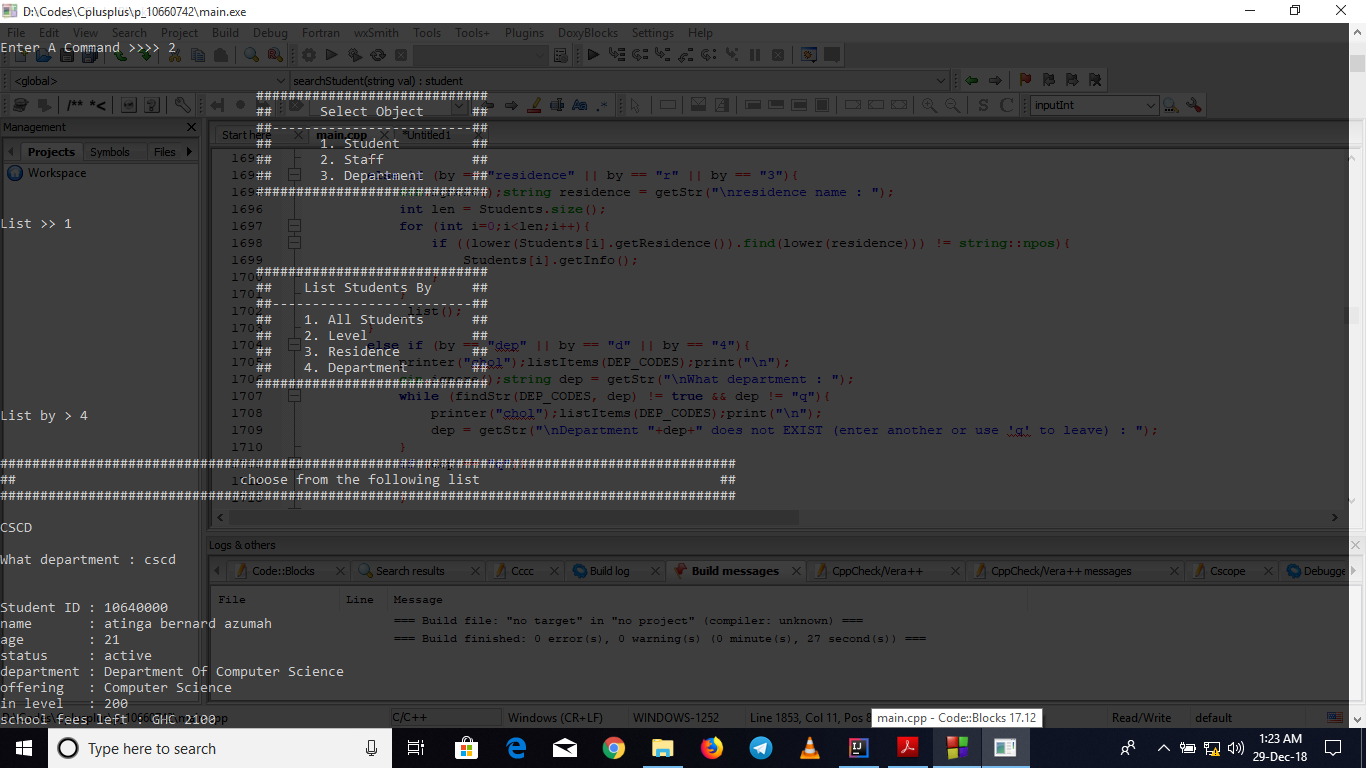 D:\Codes\Cplusplus\p_10660742\main.exe
File Edit View Search Project Build Debug Fortran wxSmith Tools Tools+ Plugins DoxyBlocks Settings Help
Enter A Command >>>> 2
<global>
searchStudent(string val) : student
#############################
## Select Object ##
##-------------------------##
## 1. Student ##
## 2. Staff ##
## 3. Department ##
#############################
/** *<
inputInt
Management
Projects Symbols Files
Workspace
Start here main.cpp *Untitled1
List >> 1
(by == "residence" || by == "r" || by == "3"){
string residence = getStr("\nresidence name : ");
1696 int len = Students.size();
1697 for (int i=0;i<len;i++){
1698 if ((lower(Students[i].getResidence()).find(lower(residence))) != string::npos){
1699 Students[i].getInfo();
1700
1701
1702 list();
1703
#############################
## List Students By ##
##-------------------------##
## 1. All Students ##
## 2. Level ##
## 3. Residence ##
## 4. Department ##
#############################
1704 else if (by == "dep" || by == "d" || by == "4"){
1705 printer("chol");listItems(DEP_CODES);print("\n");
1706 string dep = getStr("\nWhat department : ");
1707 while (findStr(DEP_CODES, dep) != true && dep != "q"){
1708 printer("chol");listItems(DEP_CODES);print("\n");
1709 dep = getStr("\nDepartment "+dep+" does not EXIST (enter another or use 'q' to leave) : ");
1710 }
List by > 4
############################################################################################
## choose from the following list ##
############################################################################################
CSCD
What department : cscd
Student ID : 10640000
name : atinga bernard azumah
age : 21
status : active
department : Department Of Computer Science
offering : Computer Science
in level : 200
school fees left : GHC 2100
Logs & others
Code::Blocks Search results Cccc Build log Build messages CppCheck/Vera++ CppCheck/Vera++ messages Cscope Debugge
File Line Message
=== Build file: "no target" in "no project" (compiler: unknown) ===
=== Build finished: 0 error(s), 0 warning(s) (0 minute(s), 27 second(s)) ===
C/C++ Windows (CR+LF) WINDOWS-1252 Line 1853, Col 11, Pos 8 Read/Write default
main.cpp - Code::Blocks 17.12
Type here to search
1:23 AM
29-Dec-18